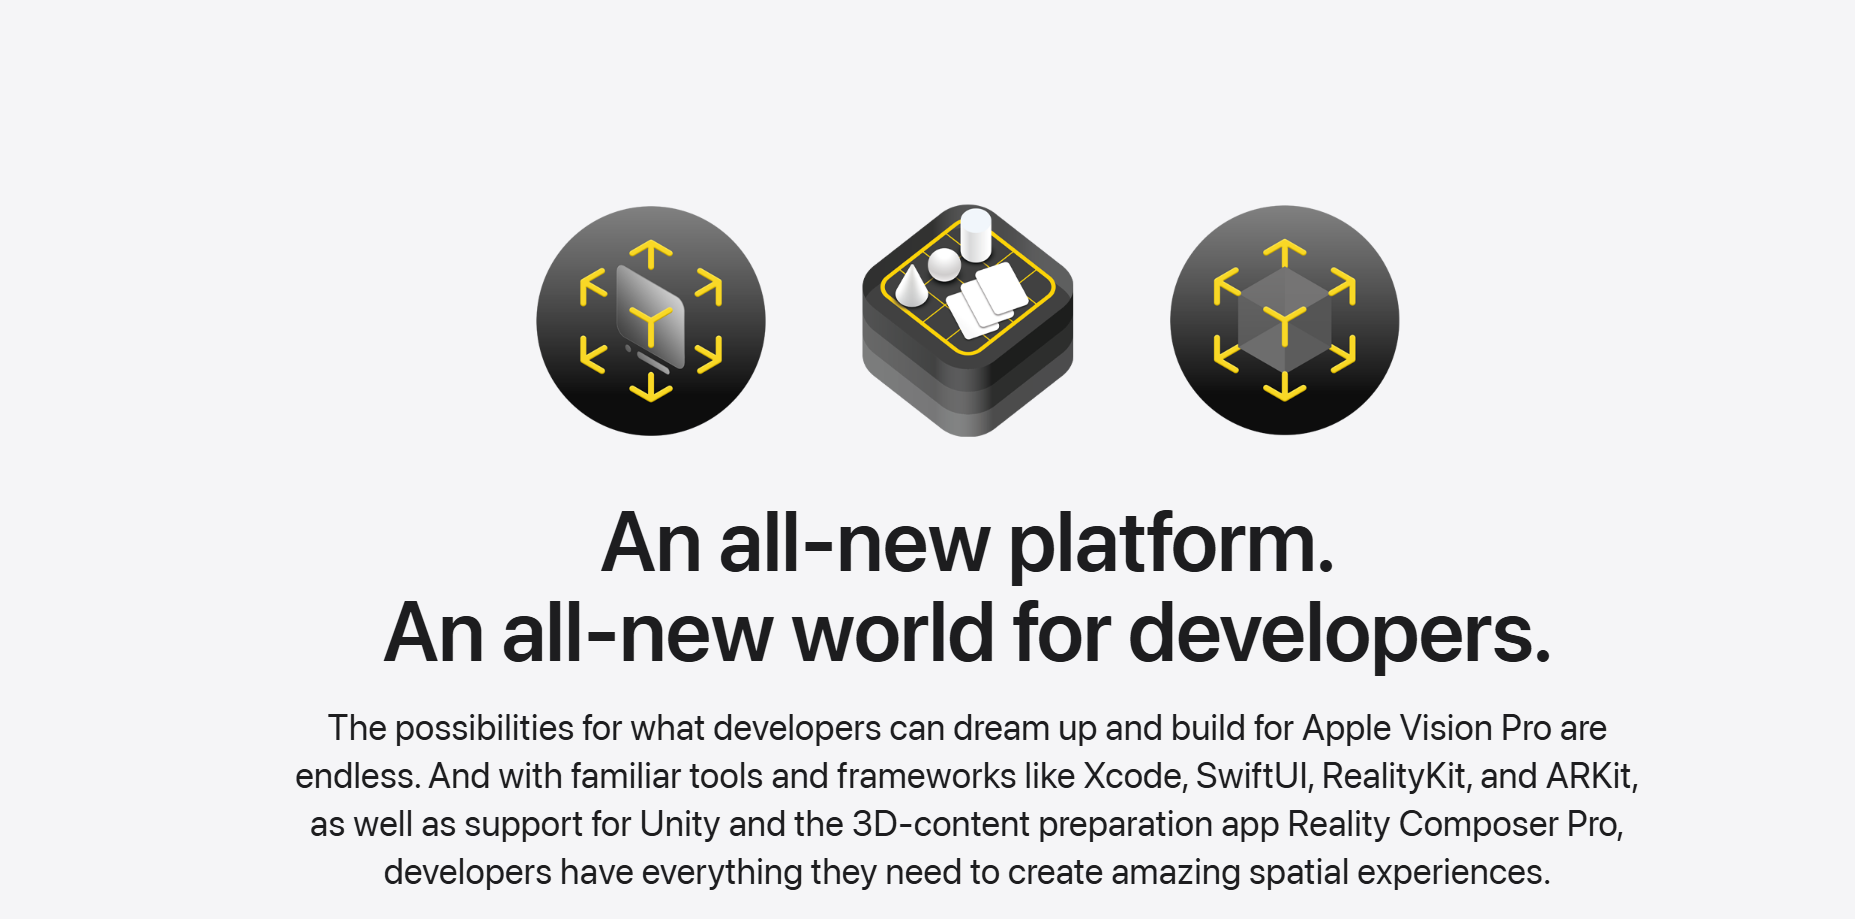 An all-new platform.
An all-new world for developers.
The possibilities for what developers can dream up and build for Apple Vision Pro are
endless. And with familiar tools and frameworks like Xcode, SwiftUI, RealityKit, and ARKit,
as well as support for Unity and the 3D-content preparation app Reality Composer Pro,
developers have everything they need to create amazing spatial experiences.